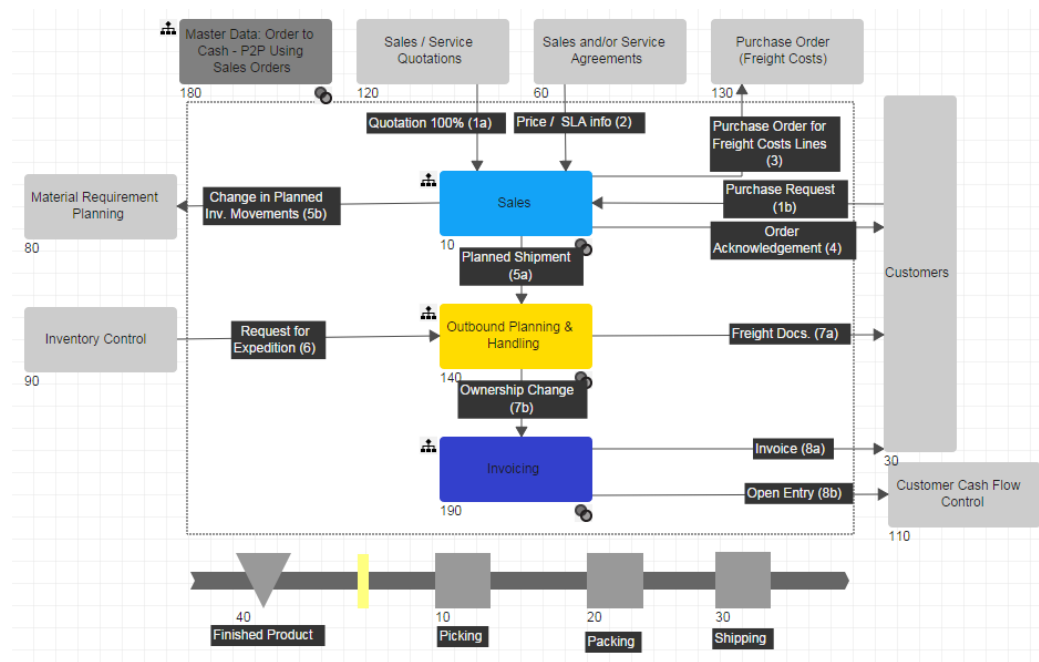 Master Data: Order to
Cash - P2P Using
Sales Orders
180
Sales / Service
Quotations
120
Sales and/or Service
Agreements
60
Purchase Order
(Freight Costs)
130
Quotation 100% (1a)
Price / SLA info (2)
Purchase Order for
Freight Costs Lines
(3)
Material Requirement
Planning
80
Change in Planned
Inv. Movements (5b)
Sales
10
Purchase Request
(1b)
Order
Acknowledgement (4)
Customers
30
Planned Shipment
(5a)
Inventory Control
90
Request for
Expedition (6)
Outbound Planning &
Handling
140
Freight Docs. (7a)
Ownership Change
(7b)
Invoicing
190
Invoice (8a)
Open Entry (8b)
Customer Cash Flow
Control
110
40
Finished Product
10
Picking
20
Packing
30
Shipping